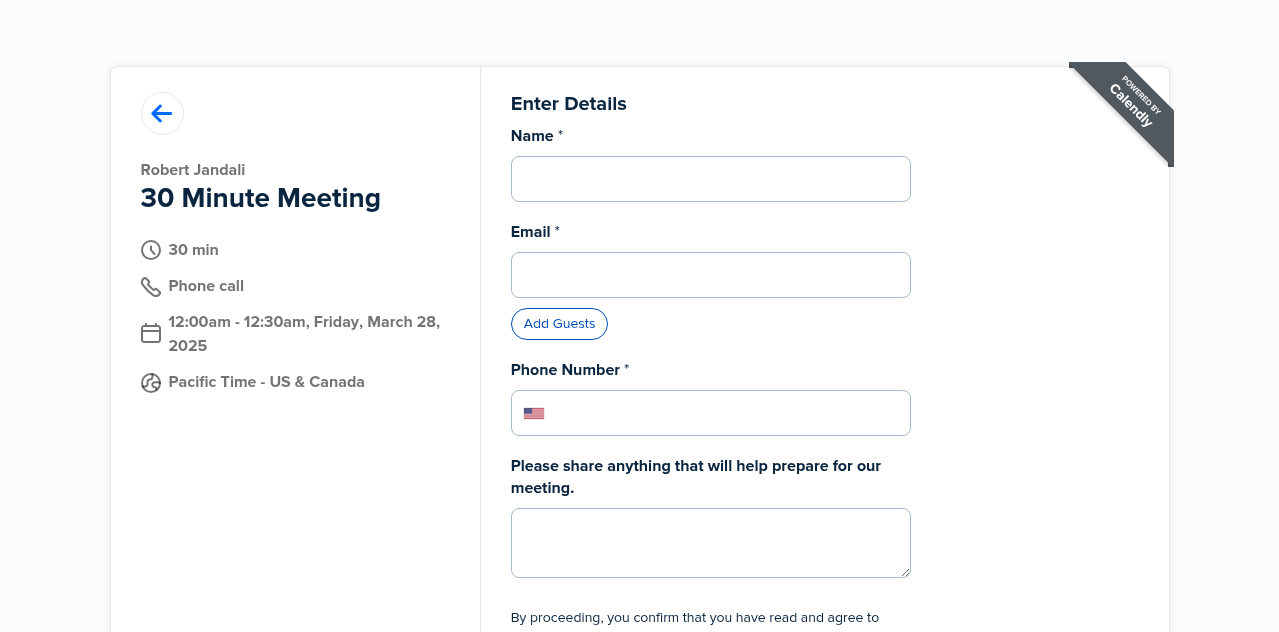 Robert Jandali
30 Minute Meeting
30 min
Phone call
12:00am - 12:30am, Friday, March 28,
2025
Pacific Time - US & Canada
Enter Details
Name *
Email *
Add Guests
Phone Number *
Please share anything that will help prepare for our
meeting.
By proceeding, you confirm that you have read and agree to
POWERED BY
Calendly